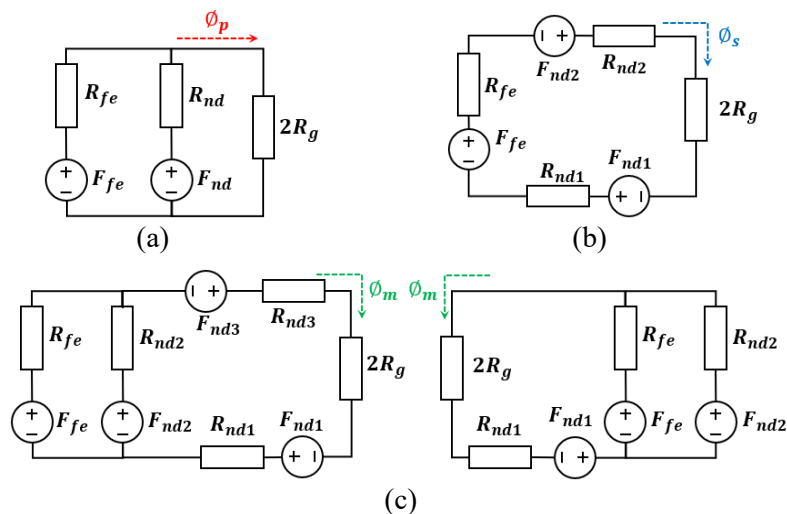 ∅p
Rfe
Rnd
2Rg
Ffe
Fnd
(a)
∅s
Fnd2
Rnd2
Rfe
2Rg
Ffe
Fnd1
Rnd1
(b)
∅m
∅m
Fnd3
Rnd3
Rfe
Rnd2
2Rg
Ffe
Fnd2
Rnd1
Fnd1
Rfe
Rnd2
2Rg
Rnd1
Fnd1
Ffe
Fnd2
(c)